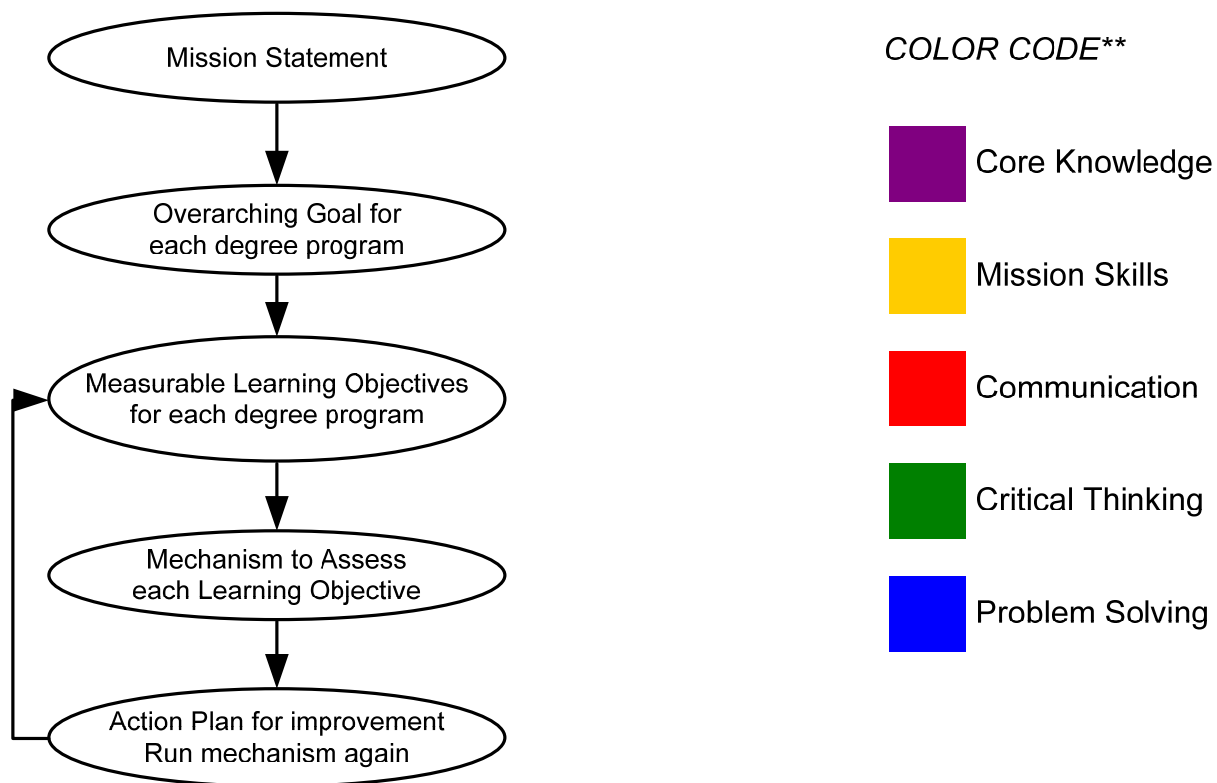 Mission Statement
Overarching Goal for
each degree program
Measurable Learning Objectives
for each degree program
Mechanism to Assess
each Learning Objective
Action Plan for improvement
Run mechanism again
COLOR CODE**
Core Knowledge
Mission Skills
Communication
Critical Thinking
Problem Solving